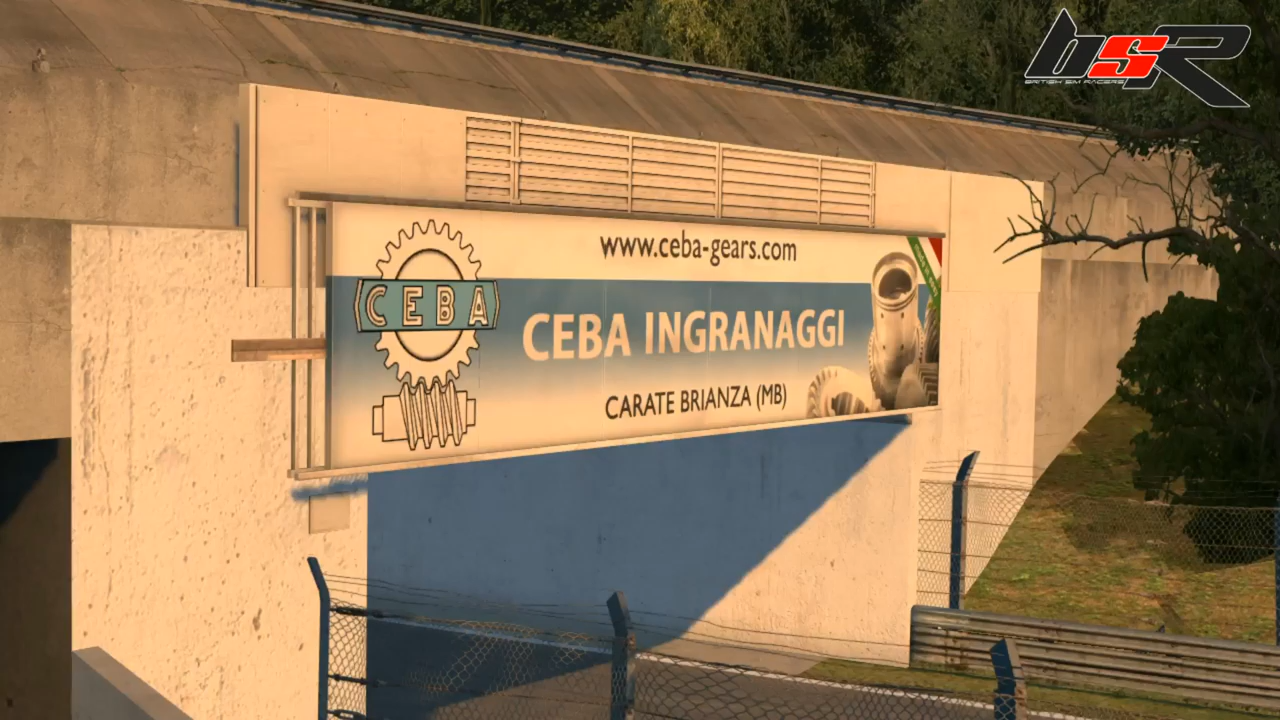 bsR
BRITISH SIM RACERS
www.ceba-gears.com
CEBA
CEBA INGRANAGGI
CARATE BRIANZA (MB)